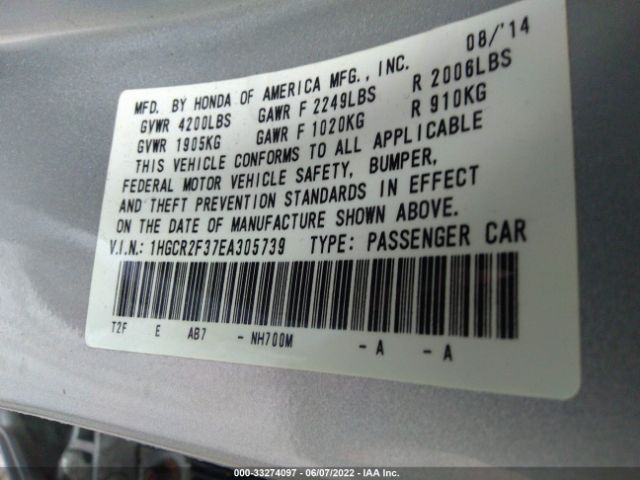 MFD. BY HONDA OF AMERICA MFG., INC. 08/'14
GVWR 4200LBS GAWR F 2249LBS R 2006LBS
GVWR 1905KG GAWR F 1020KG R 910KG
THIS VEHICLE CONFORMS TO ALL APPLICABLE
FEDERAL MOTOR VEHICLE SAFETY, BUMPER,
AND THEFT PREVENTION STANDARDS IN EFFECT
ON THE DATE OF MANUFACTURE SHOWN ABOVE.
V.I.N.: 1HGCR2F37EA305739 TYPE: PASSENGER CAR
T2F E AB7 - NH700M - A - A
000-33274097 - 06/07/2022 - IAA Inc.